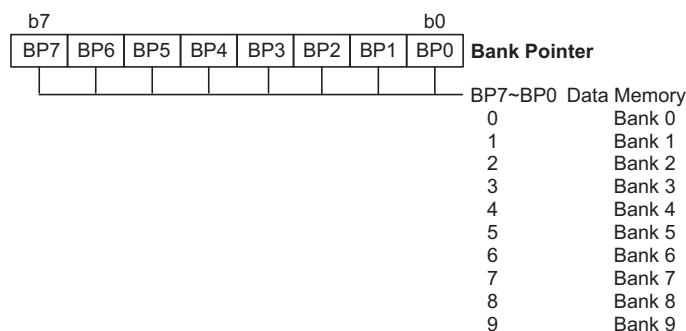 b7 b0
BP7 BP6 BP5 BP4 BP3 BP2 BP1 BP0 Bank Pointer
BP7~BP0 Data Memory
0 Bank 0
1 Bank 1
2 Bank 2
3 Bank 3
4 Bank 4
5 Bank 5
6 Bank 6
7 Bank 7
8 Bank 8
9 Bank 9